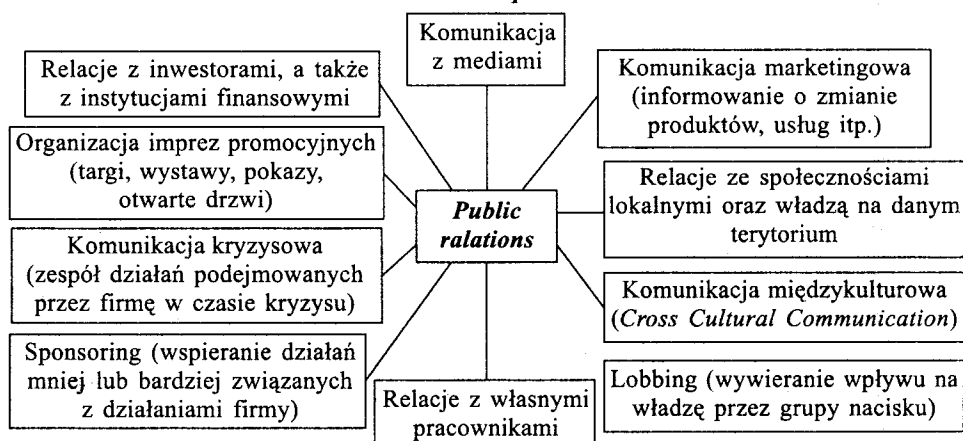 Komunikacja
z mediami
Relacje z inwestorami, a także
z instytucjami finansowymi
Komunikacja marketingowa
(informowanie o zmianie
produktów, usług itp.)
Organizacja imprez promocyjnych
(targi, wystawy, pokazy,
otwarte drzwi)
Public
ralations
Relacje ze społecznościami
lokalnymi oraz władzą na danym
terytorium
Komunikacja kryzysowa
(zespół działań podejmowanych
przez firmę w czasie kryzysu)
Komunikacja międzykulturowa
(Cross Cultural Communication)
Sponsoring (wspieranie działań
mniej lub bardziej związanych
z działaniami firmy)
Relacje z własnymi
pracownikami
Lobbing (wywieranie wpływu na
władzę przez grupy nacisku)